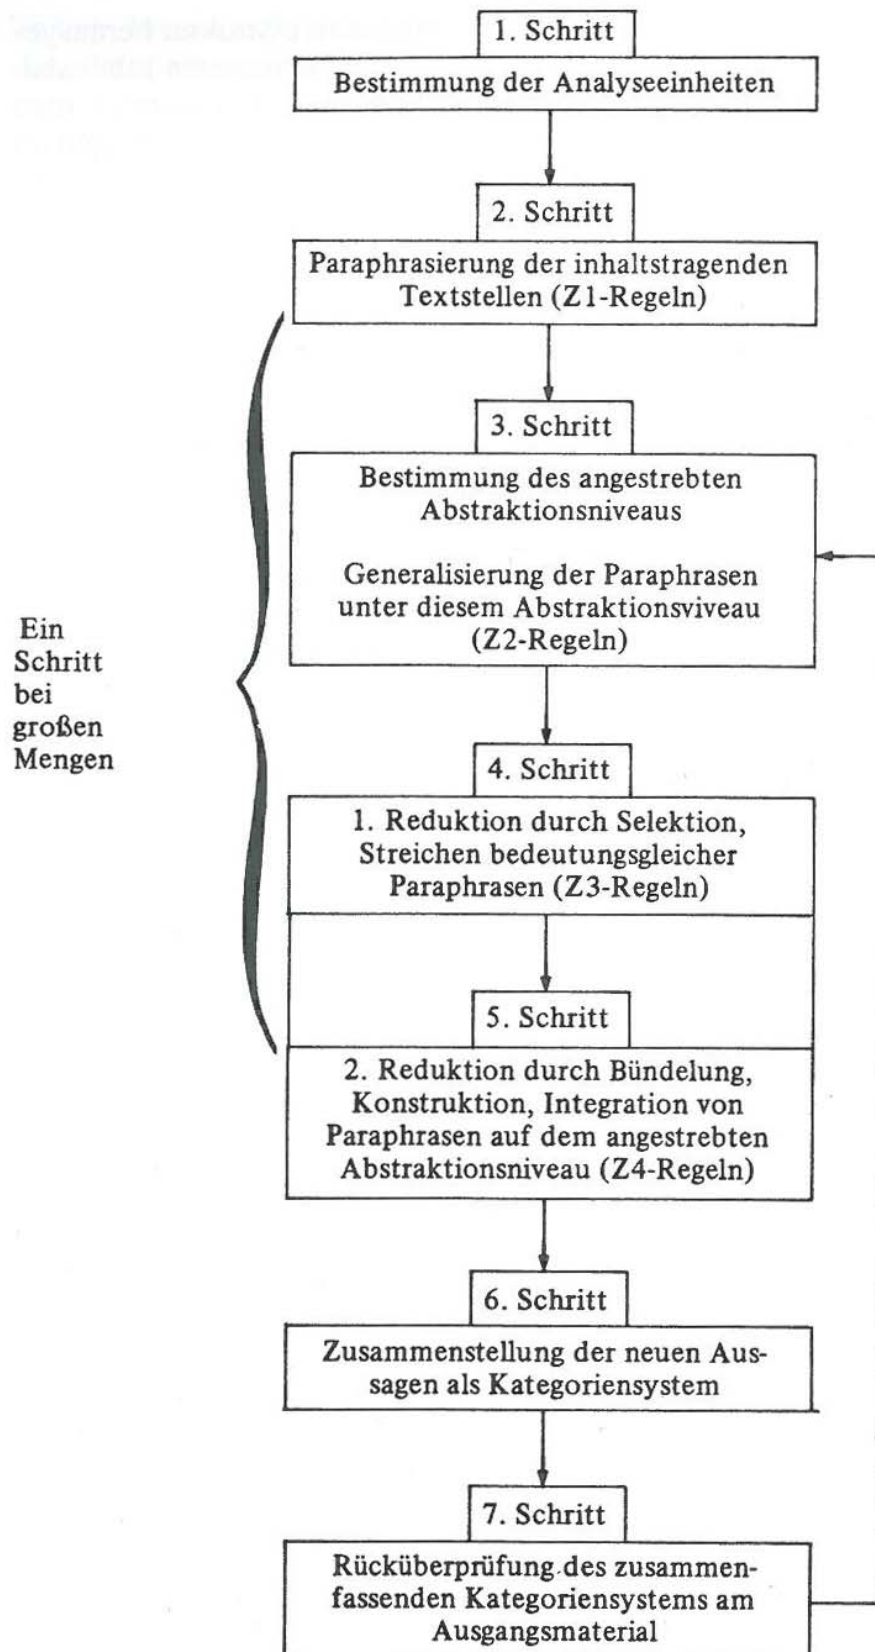 1. Schritt
Bestimmung der Analyseeinheiten
2. Schritt
Paraphrasierung der inhaltstragenden
Textstellen (Z1-Regeln)
3. Schritt
Bestimmung des angestrebten
Abstraktionsniveaus
Generalisierung der Paraphrasen
unter diesem Abstraktionsviveau
(Z2-Regeln)
Ein
Schritt
bei
großen
Mengen
4. Schritt
1. Reduktion durch Selektion,
Streichen bedeutungsgleicher
Paraphrasen (Z3-Regeln)
5. Schritt
2. Reduktion durch Bündelung,
Konstruktion, Integration von
Paraphrasen auf dem angestrebten
Abstraktionsniveau (Z4-Regeln)
6. Schritt
Zusammenstellung der neuen Aus-
sagen als Kategoriensystem
7. Schritt
Rücküberprüfung des zusammen-
fassenden Kategoriensystems am
Ausgangsmaterial